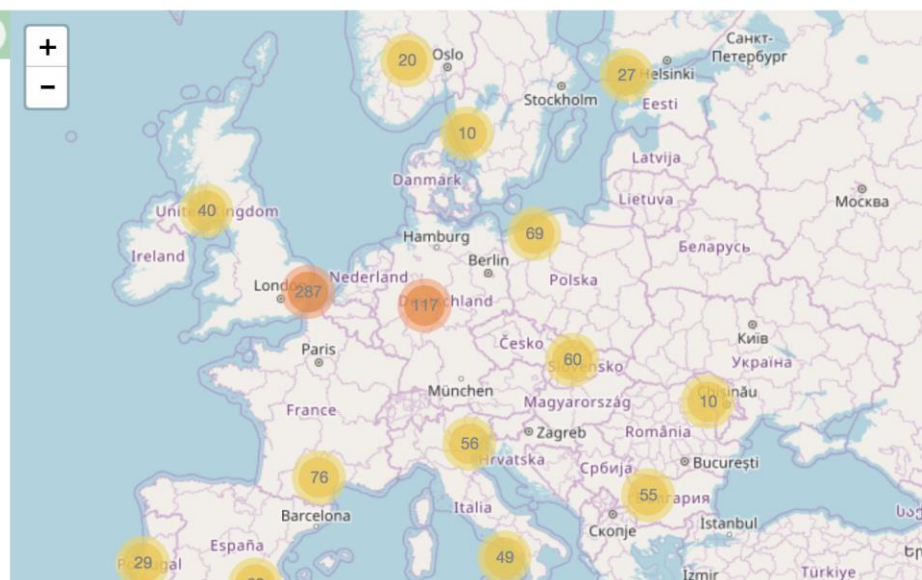 +
−
20
Oslo
27
Helsinki
Санкт-
Петербург
Stockholm
Eesti
10
Latvija
Danmark
Lietuva
Москва
40
United Kingdom
69
Hamburg
Беларусь
Ireland
Berlin
Nederland
Polska
London
287
117
Deutschland
Česko
Київ
Paris
60
Slovensko
Україна
München
Chișinău
10
Magyarország
France
56
Zagreb
România
Hrvatska
Србија
București
76
55
България
Barcelona
Italia
Скопје
Istanbul
España
49
29
Portugal
Izmir
Türkiye